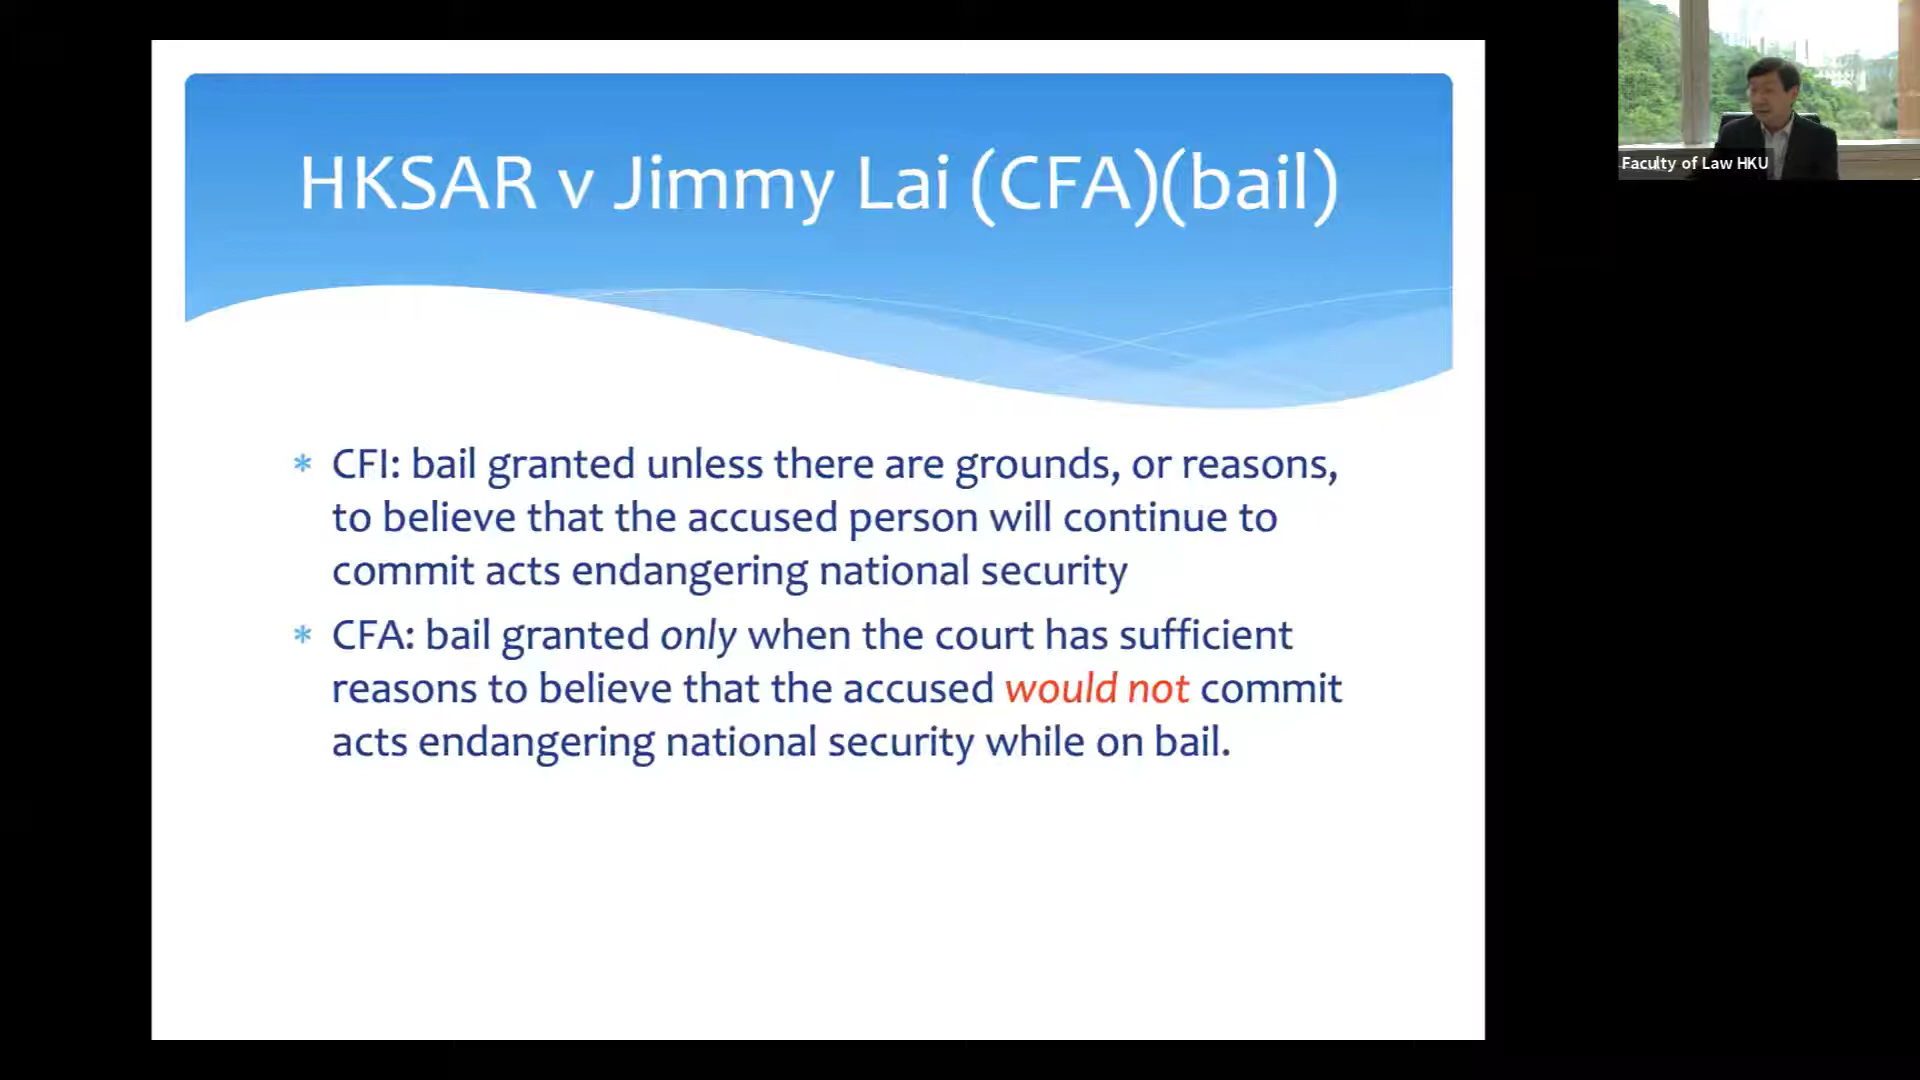 HKSAR v Jimmy Lai (CFA)(bail)
* CFI: bail granted unless there are grounds, or reasons,
to believe that the accused person will continue to
commit acts endangering national security
* CFA: bail granted only when the court has sufficient
reasons to believe that the accused would not commit
acts endangering national security while on bail.
Faculty of Law HKU